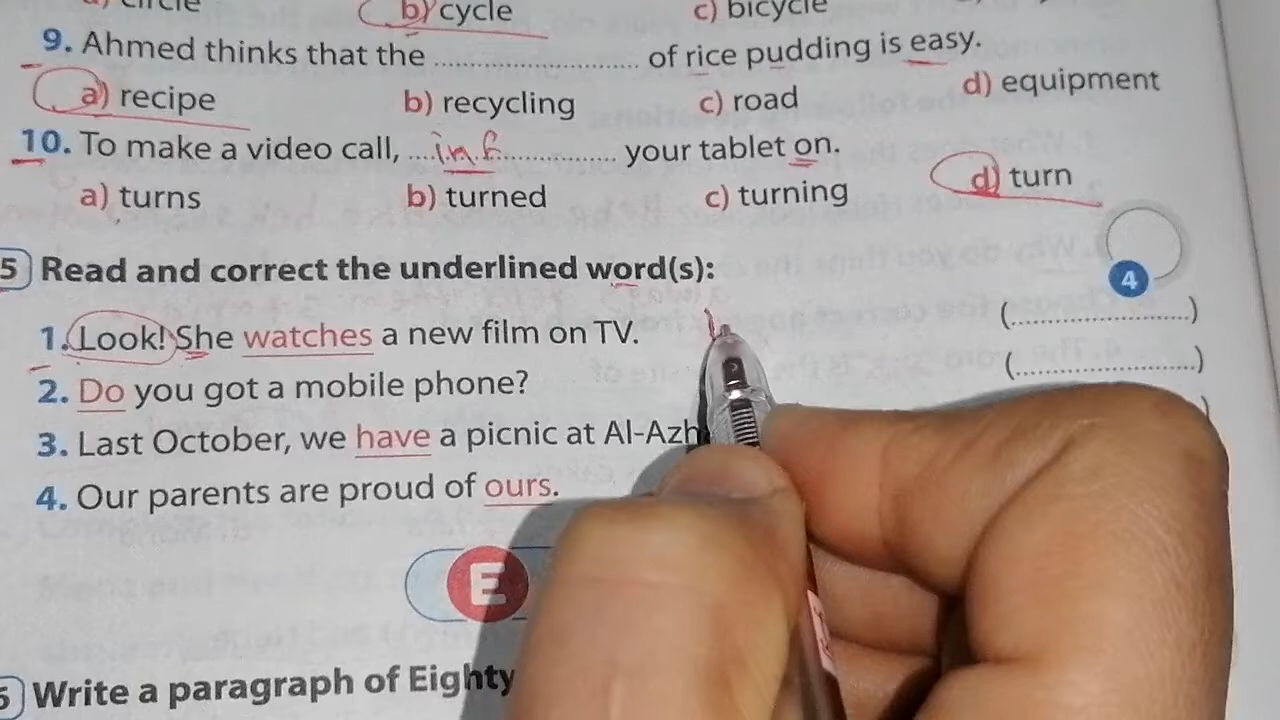 a) circle b) cycle c) bicycle
9. Ahmed thinks that the ........................ of rice pudding is easy.
a) recipe b) recycling c) road d) equipment
10. To make a video call, ....inf.................. your tablet on.
a) turns b) turned c) turning d) turn
5 Read and correct the underlined word(s): 4
1. Look! She watches a new film on TV. (............................)
2. Do you got a mobile phone? (............................)
3. Last October, we have a picnic at )
4. Our parents are proud of ours.
E
Write a paragraph of Eighty